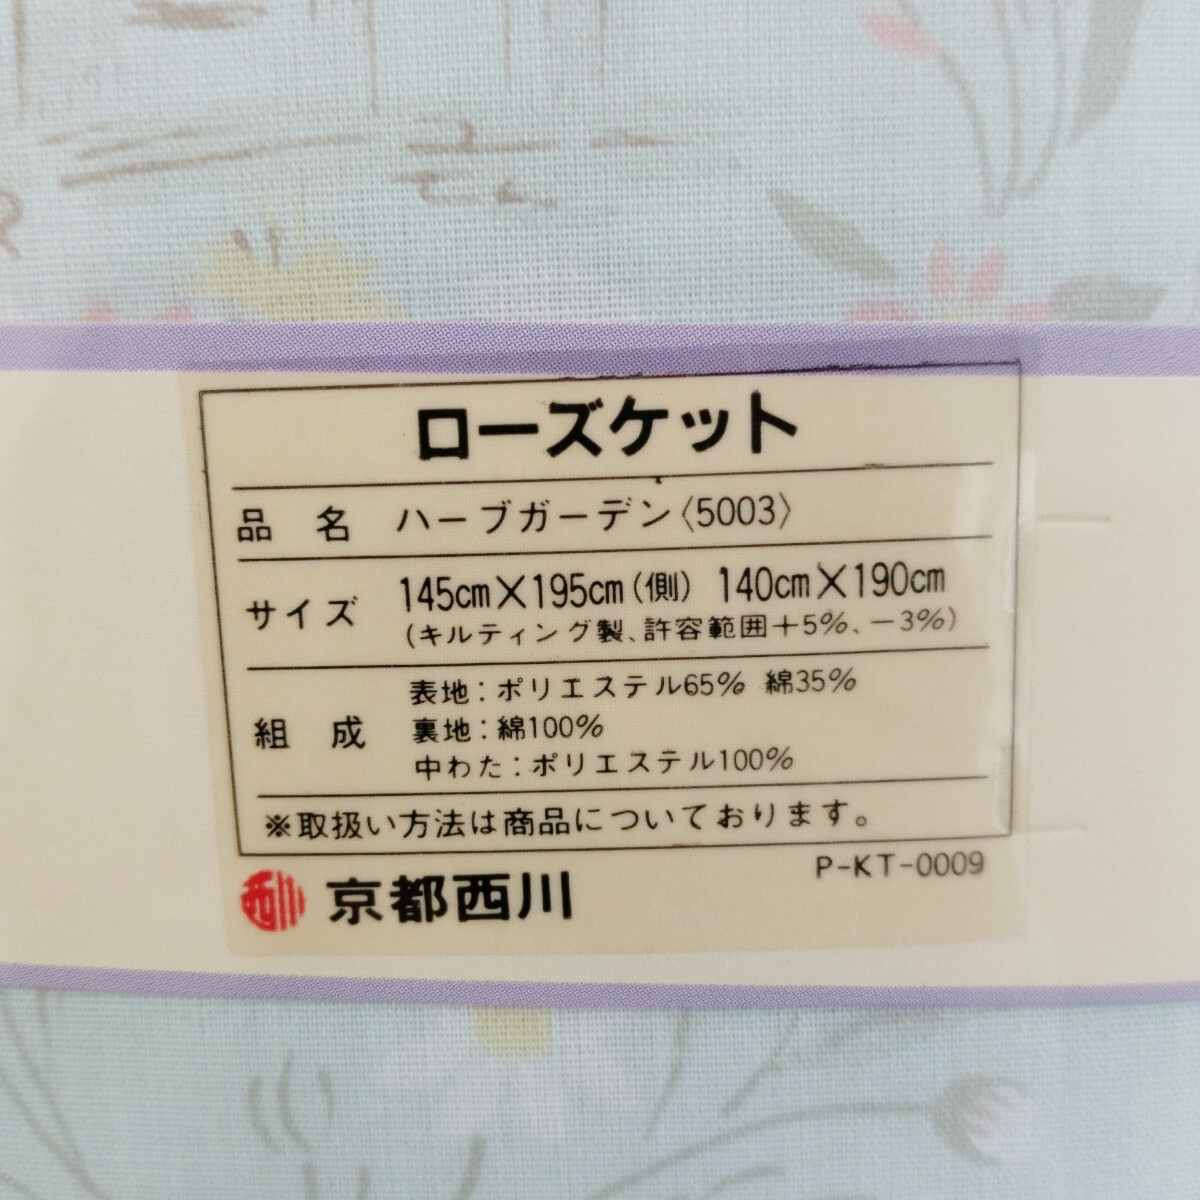 ローズケット
品名 ハーブガーデン〈5003〉
サイズ 145cm×195cm(側) 140cm×190cm
(キルティング製、許容範囲+5%、-3%)
表地:ポリエステル65% 綿35%
組成 裏地:綿100%
中わた:ポリエステル100%
※取扱い方法は商品についております。
P-KT-0009
西川 京都西川